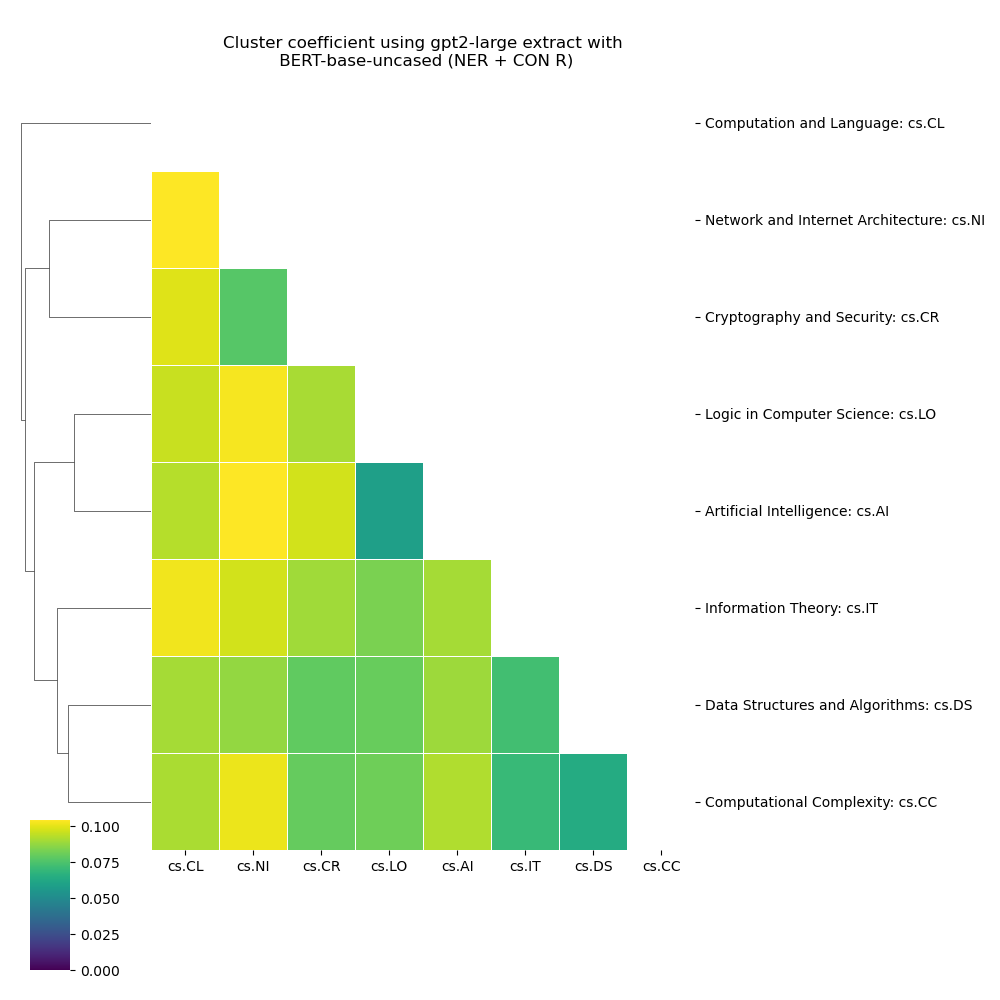 Cluster coefficient using gpt2-large extract with
BERT-base-uncased (NER + CON R)
Computation and Language: cs.CL
Network and Internet Architecture: cs.NI
Cryptography and Security: cs.CR
Logic in Computer Science: cs.LO
Artificial Intelligence: cs.AI
Information Theory: cs.IT
Data Structures and Algorithms: cs.DS
Computational Complexity: cs.CC
cs.CL cs.NI cs.CR cs.LO cs.AI cs.IT cs.DS cs.CC
0.100
0.075
0.050
0.025
0.000